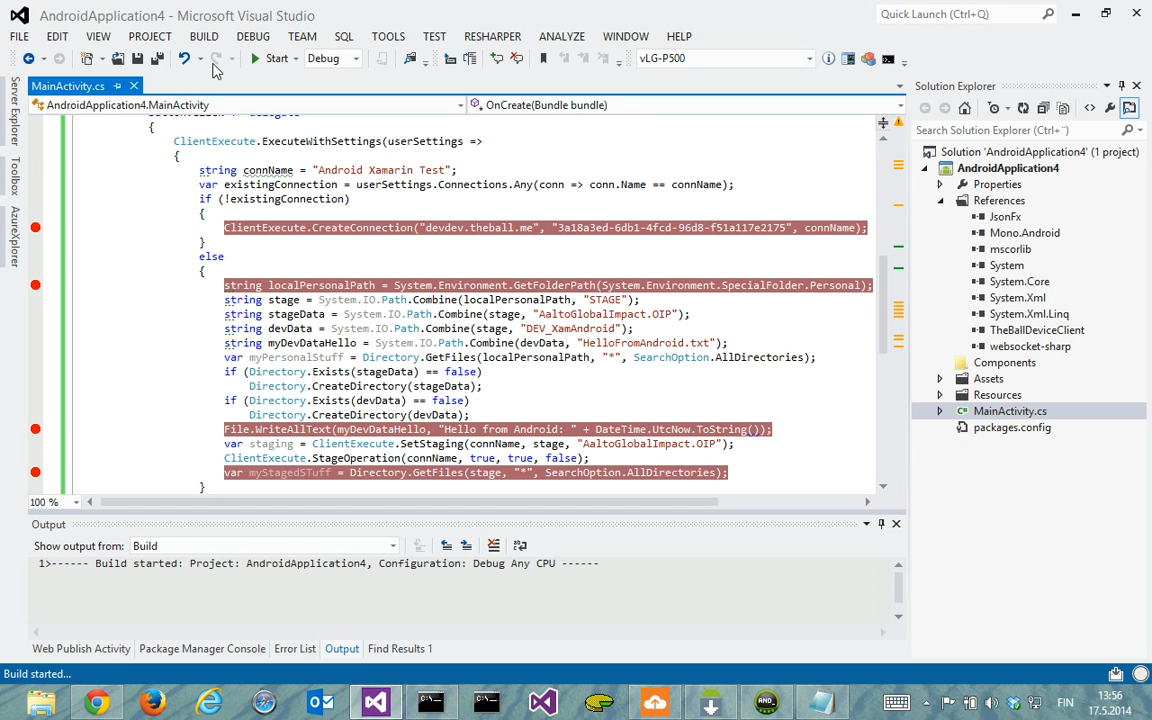 AndroidApplication4 - Microsoft Visual Studio
Quick Launch (Ctrl+Q)
FILE EDIT VIEW PROJECT BUILD DEBUG TEAM SQL TOOLS TEST RESHARPER ANALYZE WINDOW HELP
Start Debug vLG-P500
MainActivity.cs
AndroidApplication4.MainActivity OnCreate(Bundle bundle)
{
ClientExecute.ExecuteWithSettings(userSettings =>
{
string connName = "Android Xamarin Test";
var existingConnection = userSettings.Connections.Any(conn => conn.Name == connName);
if (!existingConnection)
{
ClientExecute.CreateConnection("devdev.theball.me", "3a18a3ed-6db1-4fcd-96d8-f51a117e2175", connName);
}
else
{
string localPersonalPath = System.Environment.GetFolderPath(System.Environment.SpecialFolder.Personal);
string stage = System.IO.Path.Combine(localPersonalPath, "STAGE");
string stageData = System.IO.Path.Combine(stage, "AaltoGlobalImpact.OIP");
string devData = System.IO.Path.Combine(stage, "DEV_XamAndroid");
string myDevDataHello = System.IO.Path.Combine(devData, "HelloFromAndroid.txt");
var myPersonalStuff = Directory.GetFiles(localPersonalPath, "*", SearchOption.AllDirectories);
if (Directory.Exists(stageData) == false)
Directory.CreateDirectory(stageData);
if (Directory.Exists(devData) == false)
Directory.CreateDirectory(devData);
File.WriteAllText(myDevDataHello, "Hello from Android: " + DateTime.UtcNow.ToString());
var staging = ClientExecute.SetStaging(connName, stage, "AaltoGlobalImpact.OIP");
ClientExecute.StageOperation(connName, true, true, false);
var myStagedSTuff = Directory.GetFiles(stage, "*", SearchOption.AllDirectories);
}
100 %
Output
Show output from: Build
1>------ Build started: Project: AndroidApplication4, Configuration: Debug Any CPU ------
Web Publish Activity Package Manager Console Error List Output Find Results 1
Server Explorer
Toolbox
AzureXplorer
Solution Explorer
Search Solution Explorer (Ctrl+¨)
Solution 'AndroidApplication4' (1 project)
AndroidApplication4
Properties
References
JsonFx
Mono.Android
mscorlib
System
System.Core
System.Xml
System.Xml.Linq
TheBallDeviceClient
websocket-sharp
Components
Assets
Resources
MainActivity.cs
packages.config
Build started...
FIN
13:56
17.5.2014